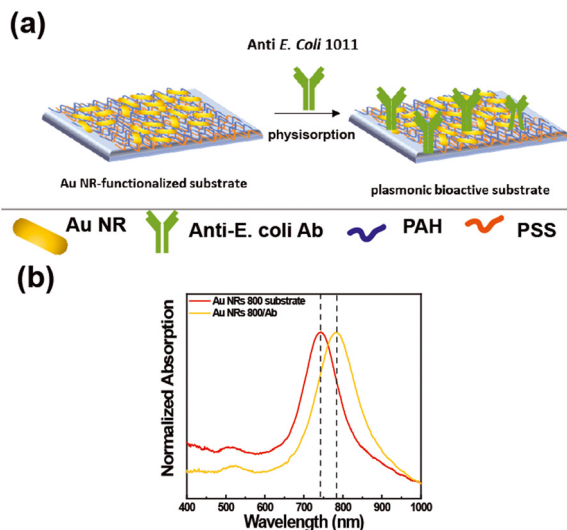 (a)
Anti E. Coli 1011
physisorption
Au NR-functionalized substrate
plasmonic bioactive substrate
Au NR
Anti-E. coli Ab
PAH
PSS
(b)
Au NRs 800 substrate
Au NRs 800/Ab
Normalized Absorption
400 500 600 700 800 900 1000
Wavelength (nm)